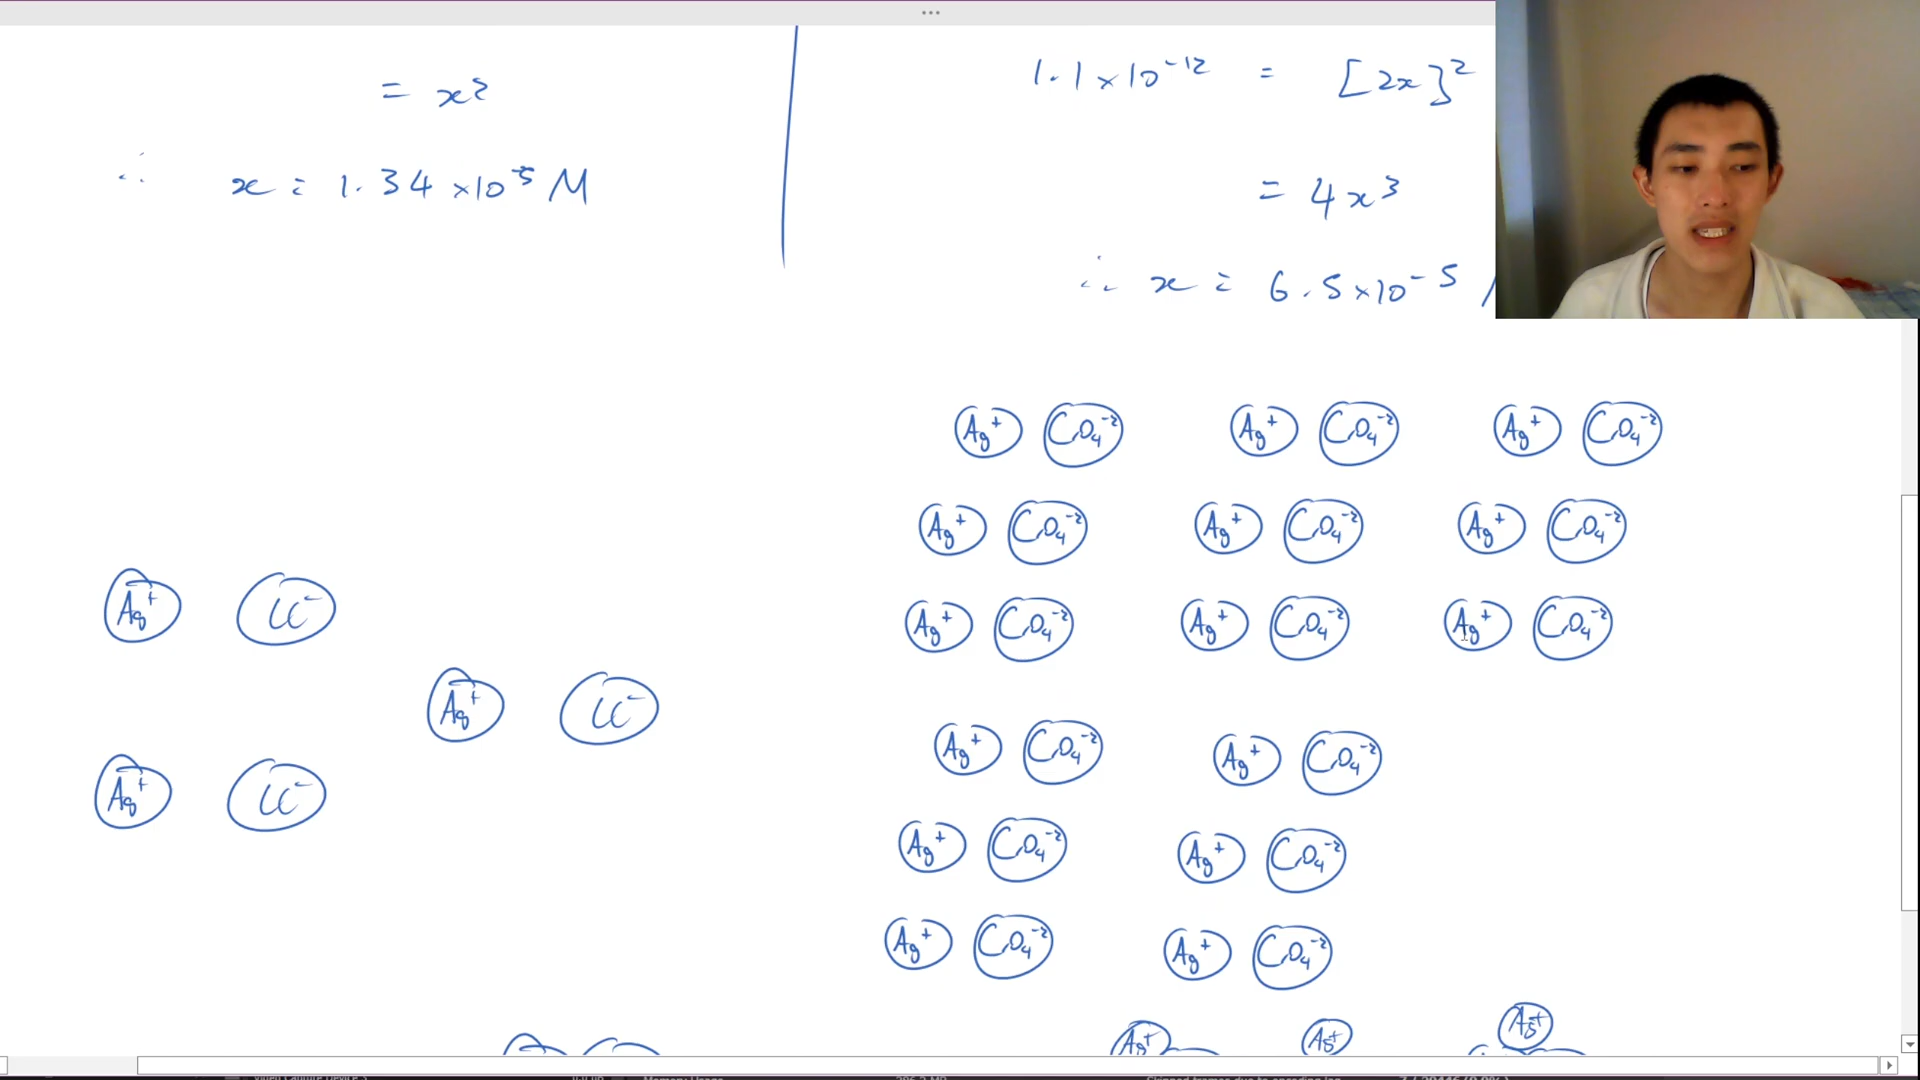 = x²
∴ x = 1.34 ×10⁻⁵ M
1.1 × 10⁻¹² = [2x]²
= 4x³
∴ x = 6.5×10⁻⁵
Ag⁺ CrO₄⁻² Ag⁺ CrO₄⁻² Ag⁺ CrO₄⁻²
Ag⁺ CrO₄⁻² Ag⁺ CrO₄⁻² Ag⁺ CrO₄⁻²
Ag⁺ CrO₄⁻² Ag⁺ CrO₄⁻² Ag⁺ CrO₄⁻²
Ag⁺ CrO₄⁻² Ag⁺ CrO₄⁻²
Ag⁺ CrO₄⁻² Ag⁺ CrO₄⁻²
Ag⁺ CrO₄⁻² Ag⁺ CrO₄⁻²
Ag⁺ Cl⁻
Ag⁺ Cl⁻
Ag⁺ Cl⁻
Ag⁺ Ag⁺ Ag⁺